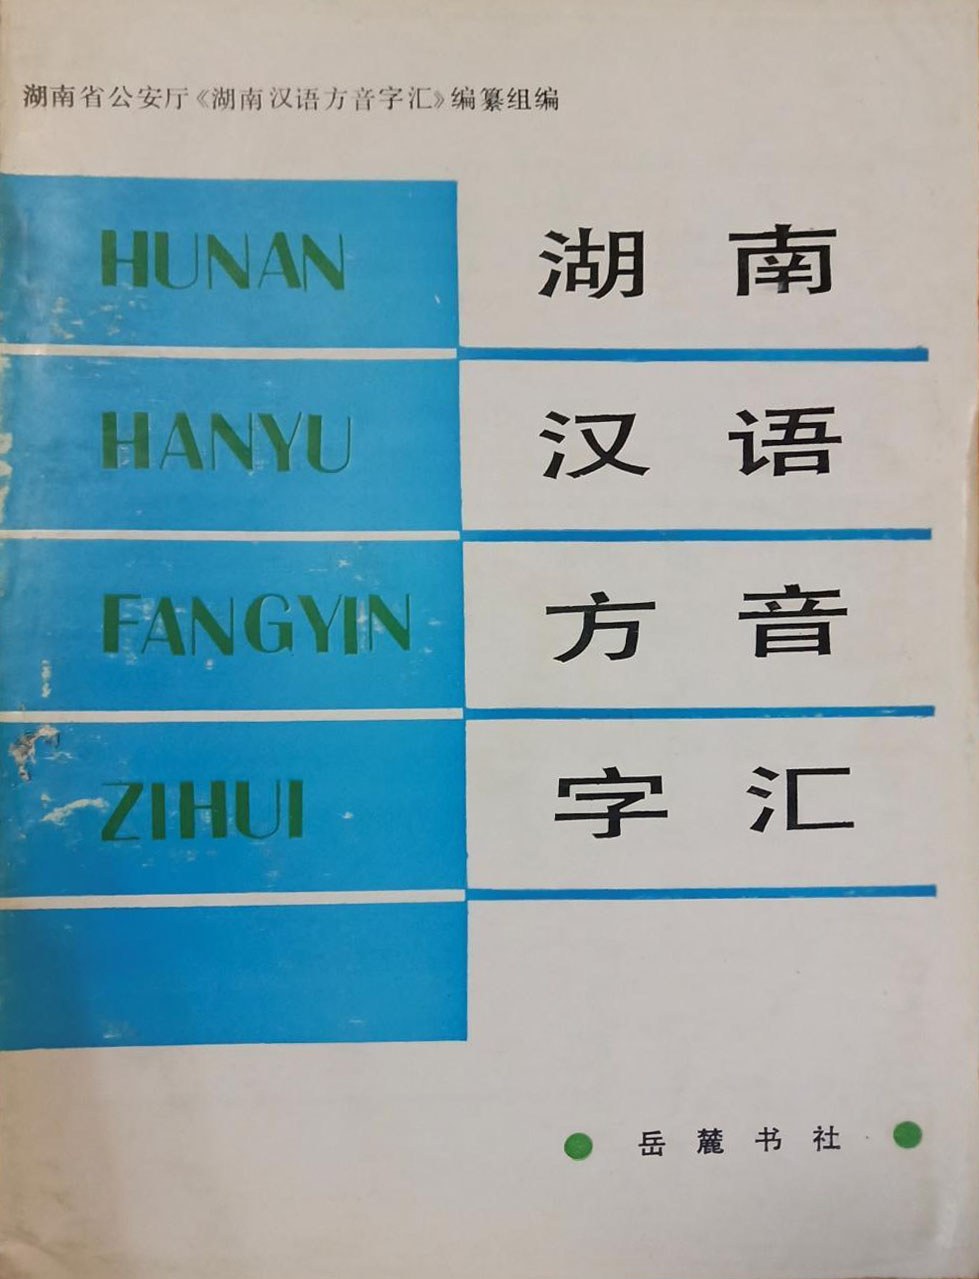 湖南省公安厅《湖南汉语方音字汇》编纂组编
HUNAN 湖南
HANYU 汉语
FANGYIN 方音
ZIHUI 字汇
岳麓书社